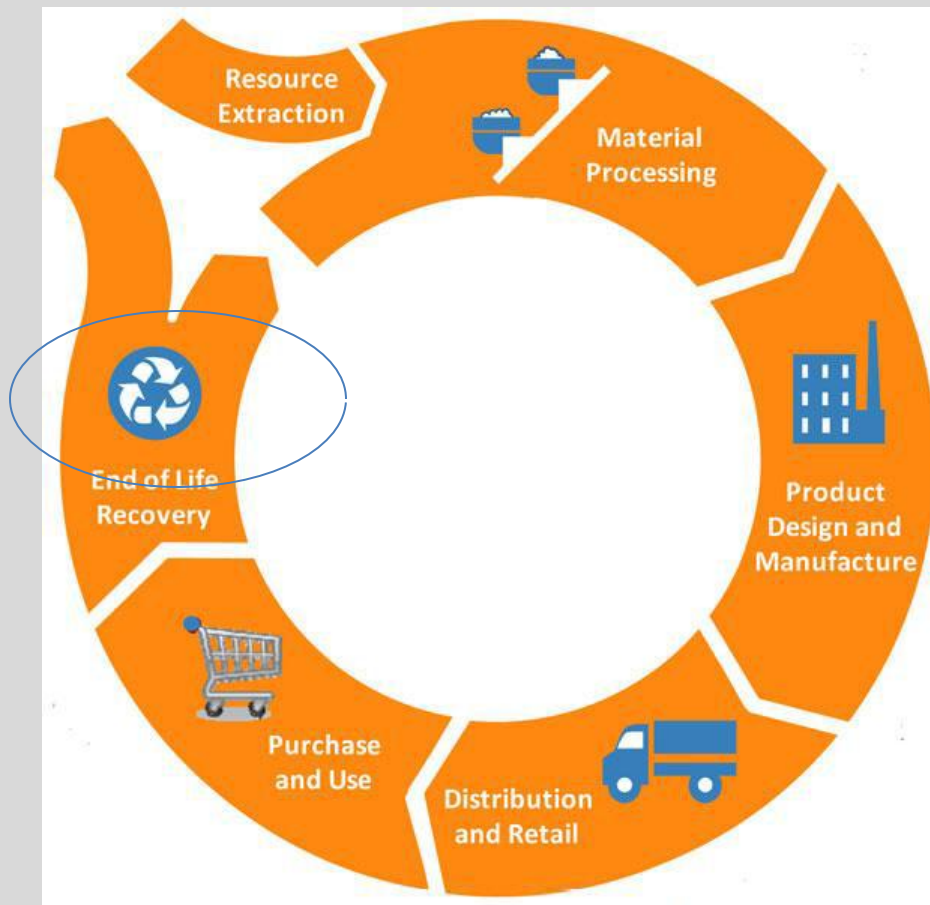 Resource
Extraction
Material
Processing
Product
Design and
Manufacture
Distribution
and Retail
Purchase
and Use
End of Life
Recovery